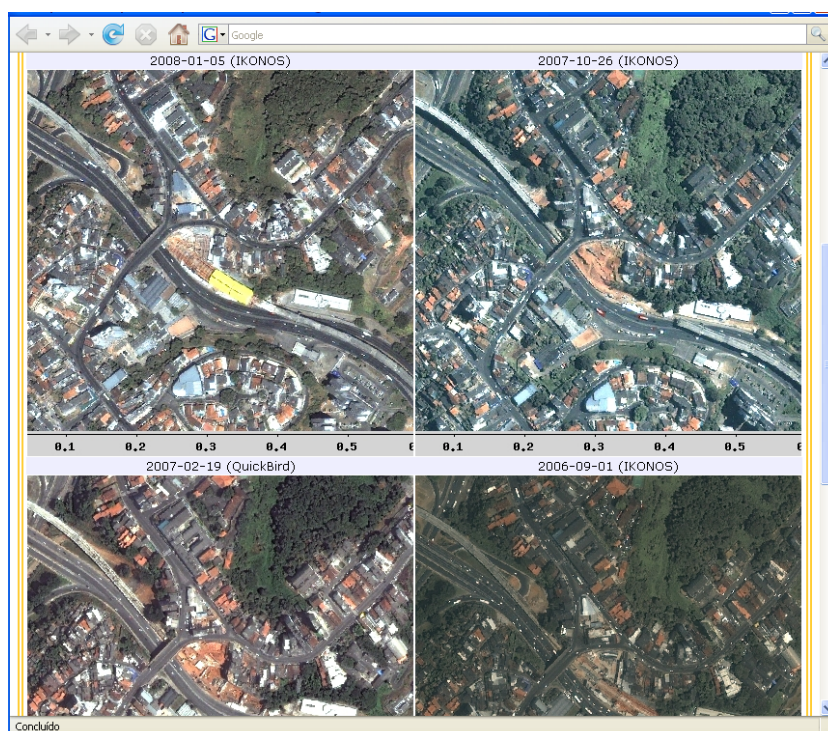 Google
2008-01-05 (IKONOS)
2007-10-26 (IKONOS)
0.1 0.2 0.3 0.4 0.5
0.1 0.2 0.3 0.4 0.5
2007-02-19 (QuickBird)
2006-09-01 (IKONOS)
Concluído